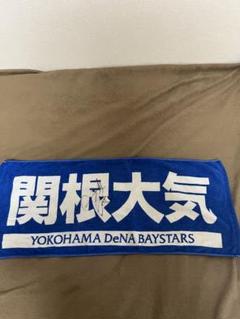 関根大気
YOKOHAMA DeNA BAYSTARS